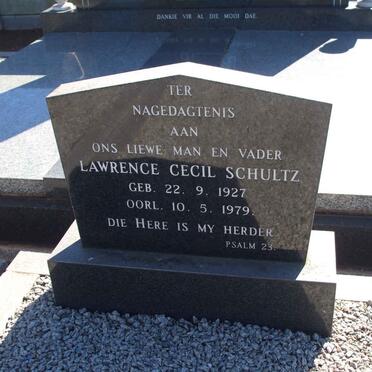 DANKIE VIR AL DIE MOOI DAE.
TER
NAGEDAGTENIS
AAN
ONS LIEWE MAN EN VADER
LAWRENCE CECIL SCHULTZ
GEB. 22. 9. 1927
OORL. 10. 5. 1979.
DIE HERE IS MY HERDER
PSALM 23.